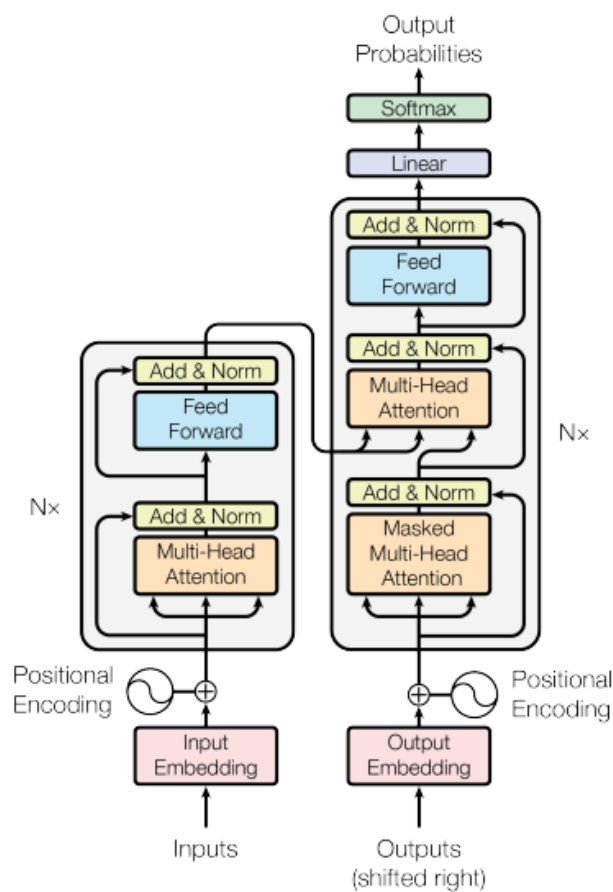 Output
Probabilities
Softmax
Linear
Add & Norm
Feed
Forward
Add & Norm
Multi-Head
Attention
Add & Norm
Masked
Multi-Head
Attention
N×
Positional
Encoding
Output
Embedding
Outputs
(shifted right)
Add & Norm
Feed
Forward
Add & Norm
Multi-Head
Attention
N×
Positional
Encoding
Input
Embedding
Inputs